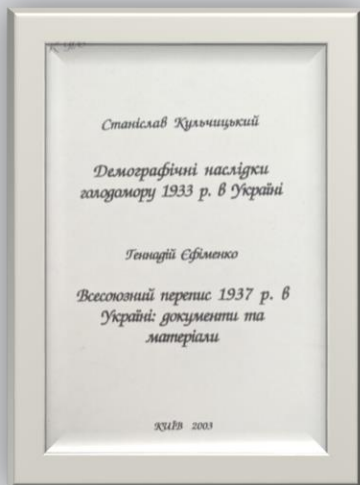 Станіслав Кульчицький
Демографічні наслідки
голодомору 1933 р. в Україні
Геннадій Єфіменко
Всесоюзний перепис 1937 р. в
Україні: документи та
матеріали
КИЇВ 2003